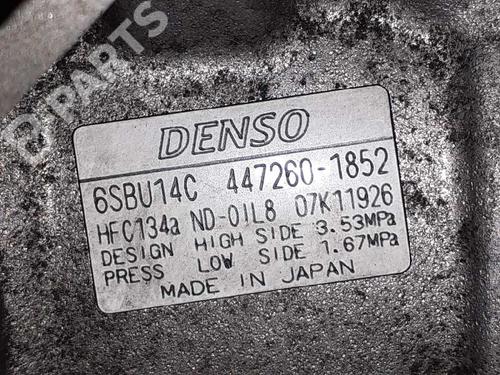 B PARTS
DENSO
6SBU14C 447260-1852
HFC134a ND-OIL8 07K11926
DESIGN HIGH SIDE 3.53MPa
PRESS LOW SIDE 1.67MPa
MADE IN JAPAN